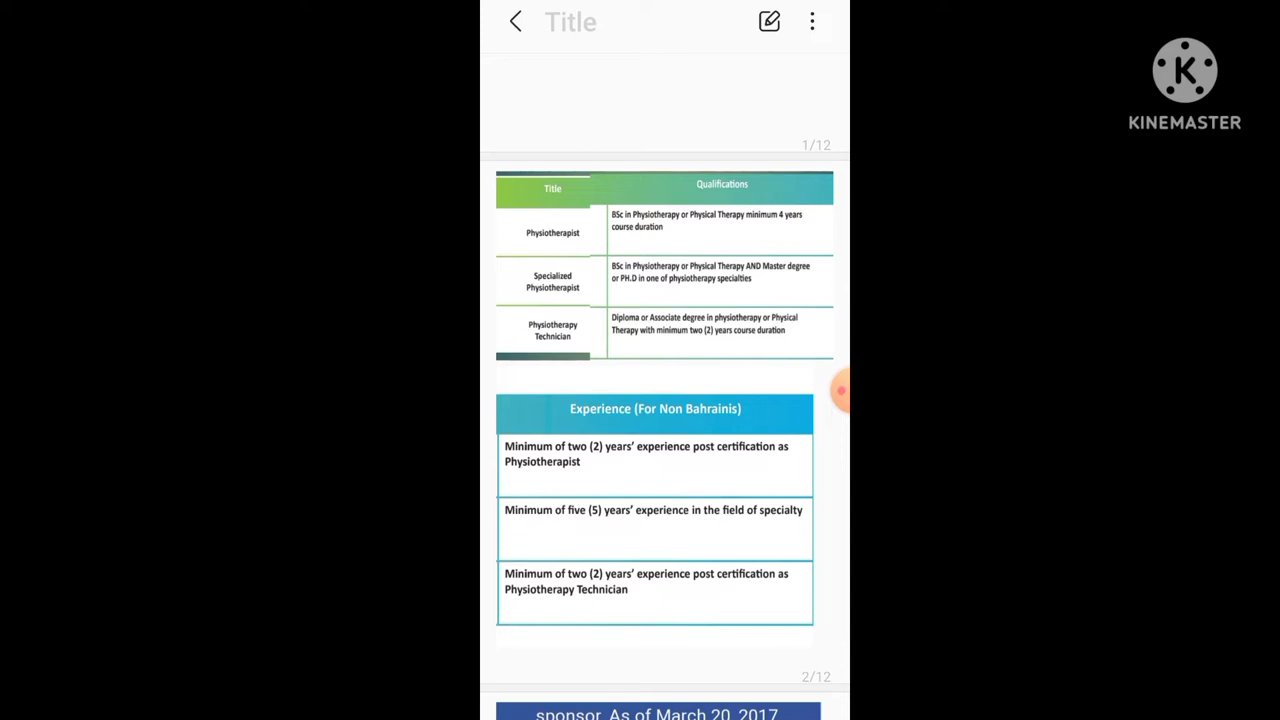 Title
KINEMASTER
1/12
Title
Qualifications
Physiotherapist
BSc in Physiotherapy or Physical Therapy minimum 4 years
course duration
Specialized
Physiotherapist
BSc in Physiotherapy or Physical Therapy AND Master degree
or PH.D in one of physiotherapy specialties
Physiotherapy
Technician
Diploma or Associate degree in physiotherapy or Physical
Therapy with minimum two (2) years course duration
Experience (For Non Bahrainis)
Minimum of two (2) years’ experience post certification as
Physiotherapist
Minimum of five (5) years’ experience in the field of specialty
Minimum of two (2) years’ experience post certification as
Physiotherapy Technician
2/12
sponsor. As of March 20, 2017